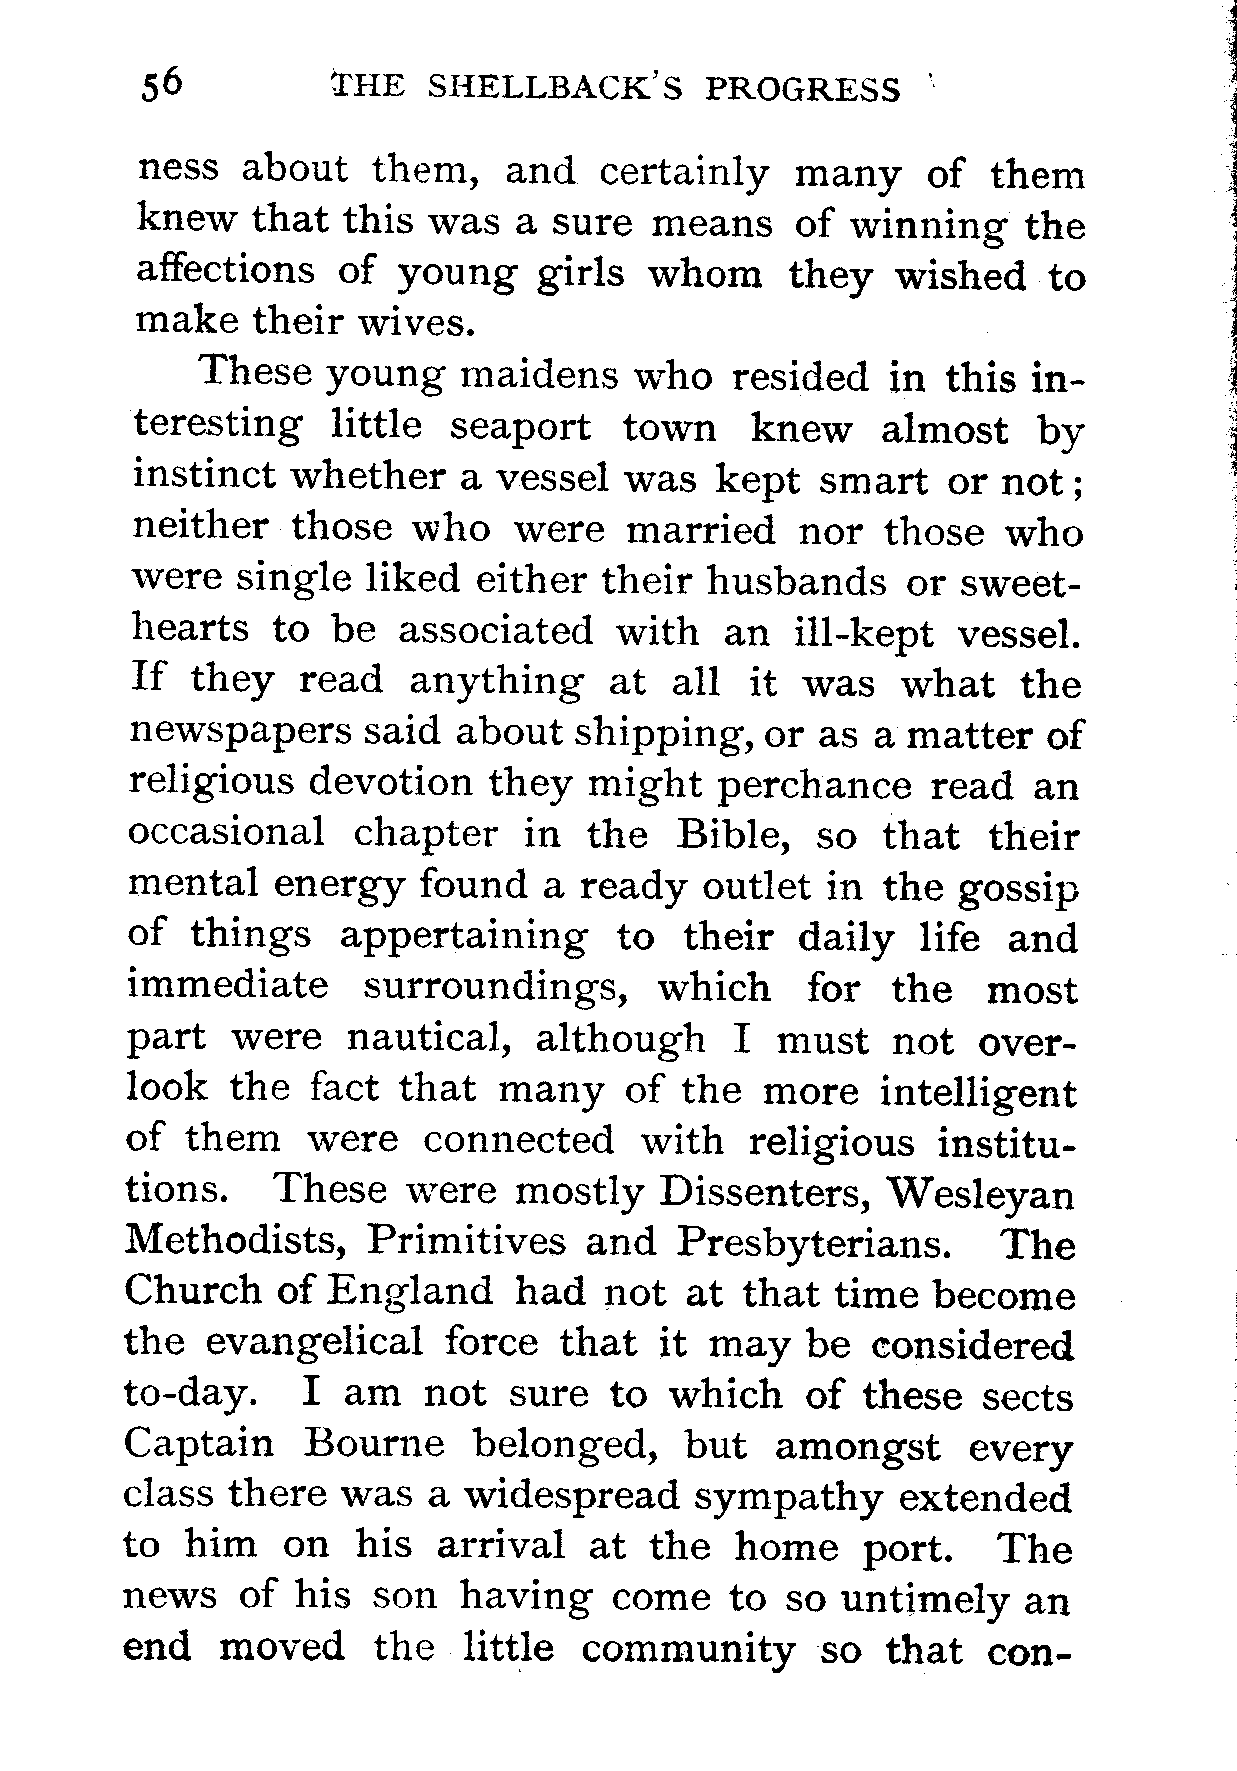 56 THE SHELLBACK'S PROGRESS
ness about them, and certainly many of them
knew that this was a sure means of winning the
affections of young girls whom they wished to
make their wives.
These young maidens who resided in this in-
teresting little seaport town knew almost by
instinct whether a vessel was kept smart or not;
neither those who were married nor those who
were single liked either their husbands or sweet-
hearts to be associated with an ill-kept vessel.
If they read anything at all it was what the
newspapers said about shipping, or as a matter of
religious devotion they might perchance read an
occasional chapter in the Bible, so that their
mental energy found a ready outlet in the gossip
of things appertaining to their daily life and
immediate surroundings, which for the most
part were nautical, although I must not over-
look the fact that many of the more intelligent
of them were connected with religious institu-
tions. These were mostly Dissenters, Wesleyan
Methodists, Primitives and Presbyterians. The
Church of England had not at that time become
the evangelical force that it may be considered
to-day. I am not sure to which of these sects
Captain Bourne belonged, but amongst every
class there was a widespread sympathy extended
to him on his arrival at the home port. The
news of his son having come to so untimely an
end moved the little community so that con-